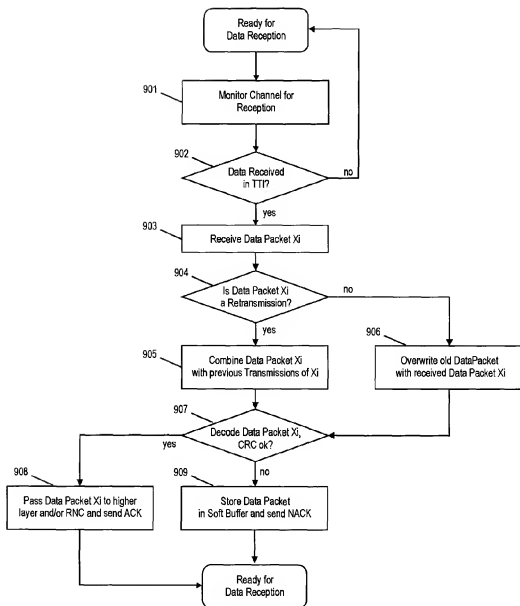 Ready for
Data Reception
901
Monitor Channel for
Reception
902
Data Received
in TTI?
no
yes
903
Receive Data Packet Xi
904
Is Data Packet Xi
a Retransmission?
no
yes
905
Combine Data Packet Xi
with previous Transmissions of Xi
906
Overwrite old DataPacket
with received Data Packet Xi
907
Decode Data Packet Xi,
CRC ok?
yes
no
908
Pass Data Packet Xi to higher
layer and/or RNC and send ACK
909
Store Data Packet
in Soft Buffer and send NACK
Ready for
Data Reception